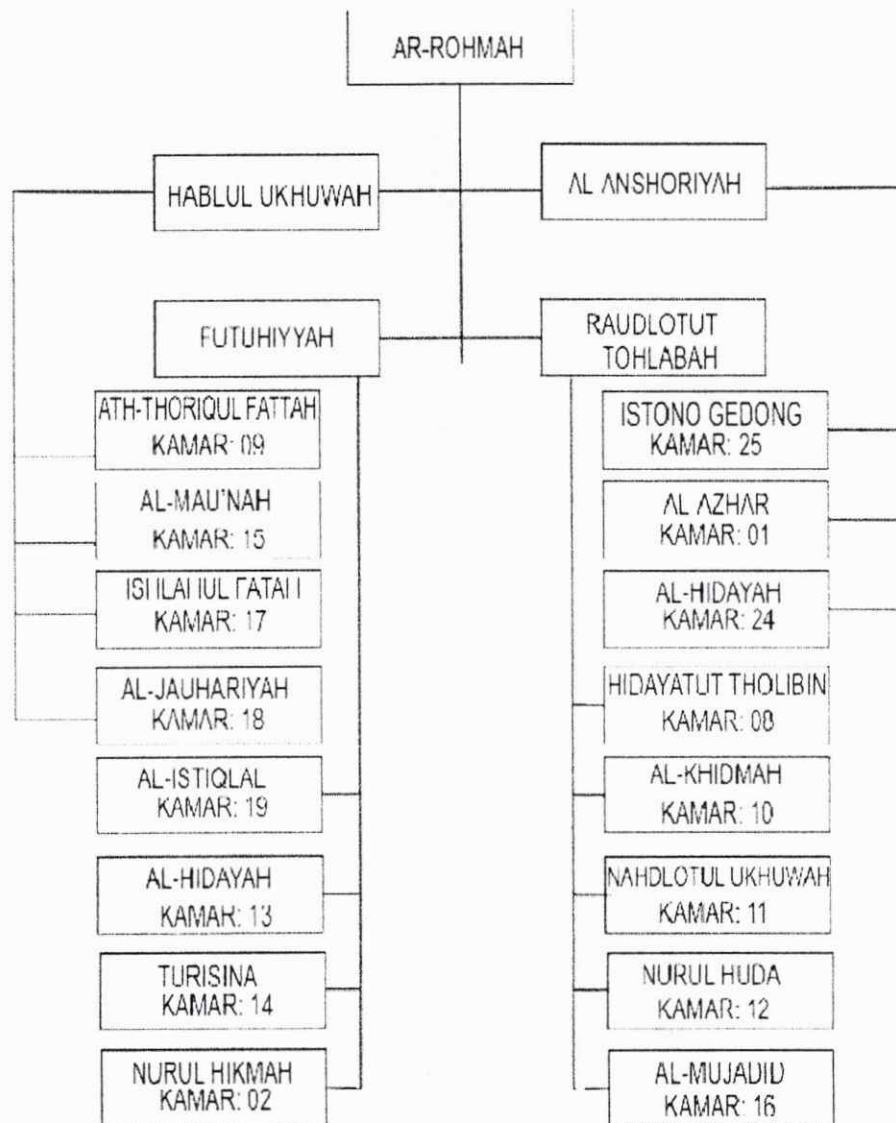 AR-ROHMAH
HABLUL UKHUWAH
AL ANSHORIYAH
FUTUHIYYAH
RAUDLOTUT
TOHLABAH
ATH-THORIQUL FATTAH
KAMAR: 09
AL-MAU'NAH
KAMAR: 15
KAMAR: 17
AL-JAUHARIYAH
KAMAR: 18
AL-ISTIQLAL
KAMAR: 19
AL-HIDAYAH
KAMAR: 13
TURISINA
KAMAR: 14
NURUL HIKMAH
KAMAR: 02
ISTONO GEDONG
KAMAR: 25
AL AZHAR
KAMAR: 01
AL-HIDAYAH
KAMAR: 24
HIDAYATUT THOLIBIN
KAMAR: 08
AL-KHIDMAH
KAMAR: 10
NAHDLOTUL UKHUWAH
KAMAR: 11
NURUL HUDA
KAMAR: 12
AL-MUJADID
KAMAR: 16